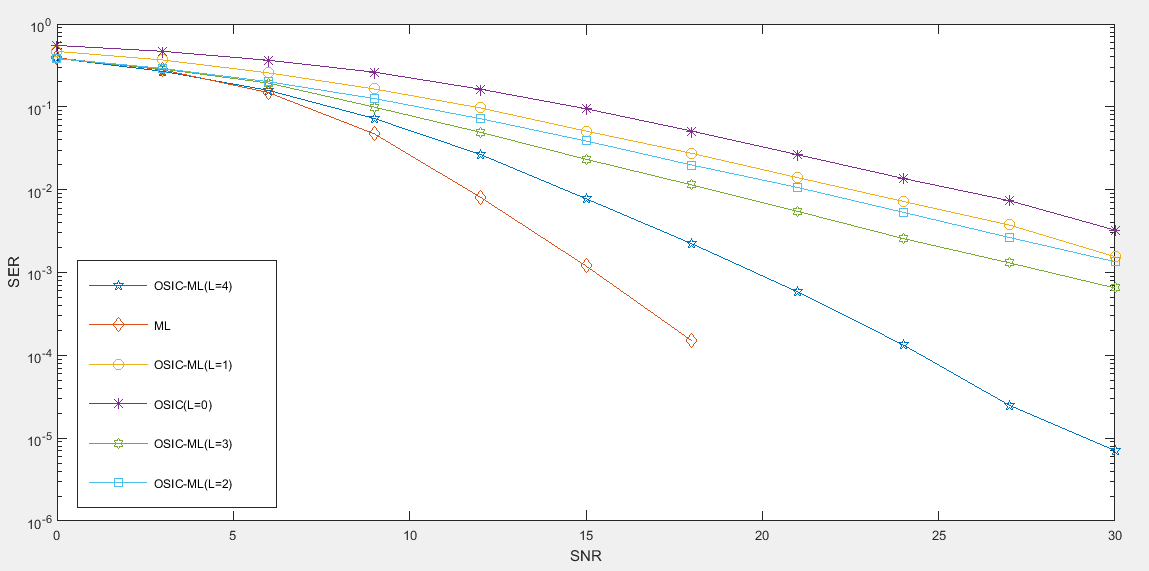 10^0
10^-1
10^-2
10^-3
10^-4
10^-5
10^-6
SER
OSIC-ML(L=4)
ML
OSIC-ML(L=1)
OSIC(L=0)
OSIC-ML(L=3)
OSIC-ML(L=2)
0 5 10 15 20 25 30
SNR